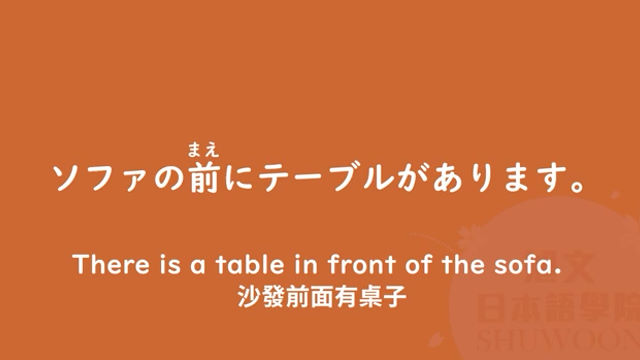 まえ
ソファの前にテーブルがあります。
There is a table in front of the sofa.
沙發前面有桌子
文
日本語學院
SHUWOON